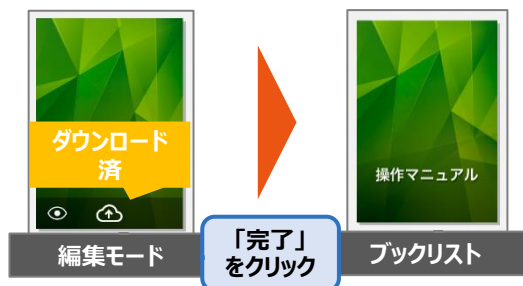 ダウンロード
済
編集モード
「完了」
をクリック
操作マニュアル
ブックリスト